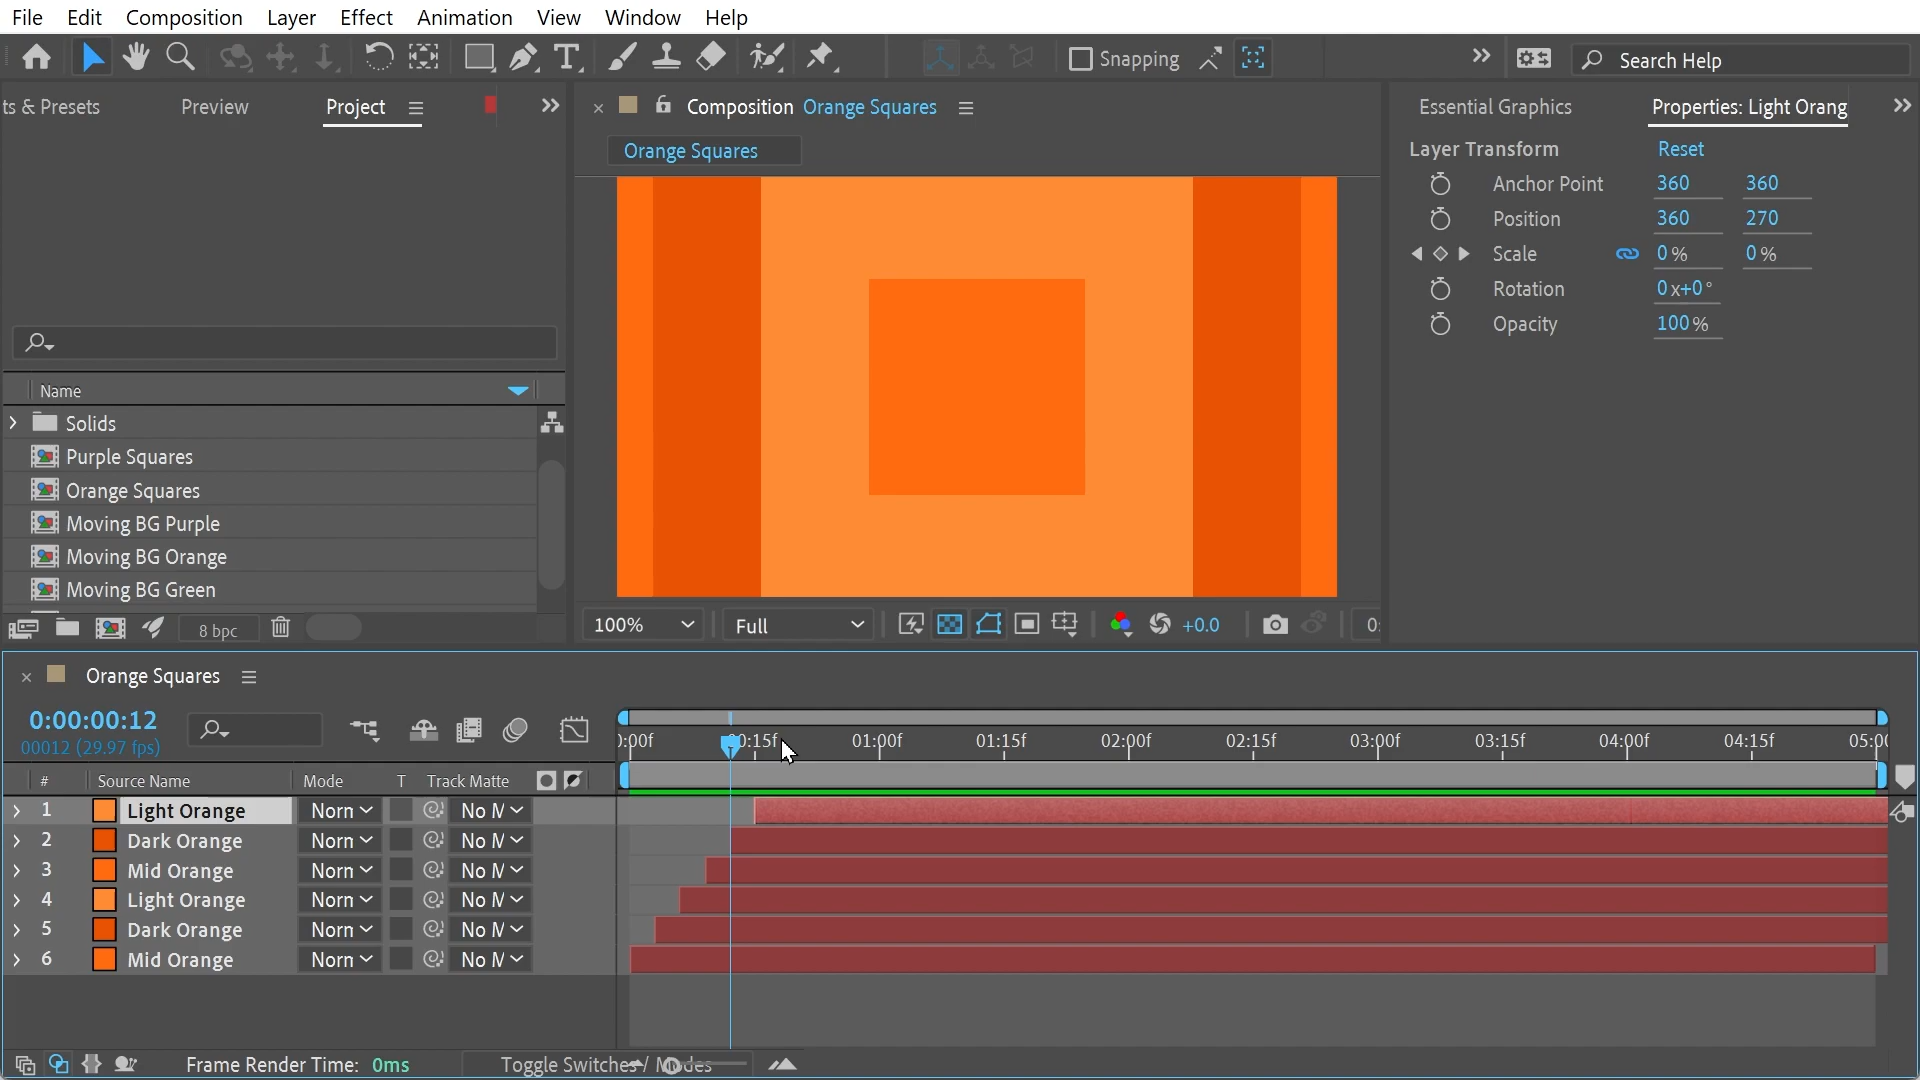 File Edit Composition Layer Effect Animation View Window Help
Snapping
Search Help
ts & Presets Preview Project
Composition Orange Squares
Orange Squares
Essential Graphics Properties: Light Orang
Layer Transform Reset
Anchor Point 360 360
Position 360 270
Scale 0% 0%
Rotation 0x+0°
Opacity 100%
Name
Solids
Purple Squares
Orange Squares
Moving BG Purple
Moving BG Orange
Moving BG Green
8 bpc
100% Full +0.0 0:
Orange Squares
0:00:00:12
00012 (29.97 fps)
):00f 00:15f 01:00f 01:15f 02:00f 02:15f 03:00f 03:15f 04:00f 04:15f 05:0(
# Source Name Mode T Track Matte
1 Light Orange Norn No M
2 Dark Orange Norn No M
3 Mid Orange Norn No M
4 Light Orange Norn No M
5 Dark Orange Norn No M
6 Mid Orange Norn No M
Frame Render Time: 0ms Toggle Switches / Modes